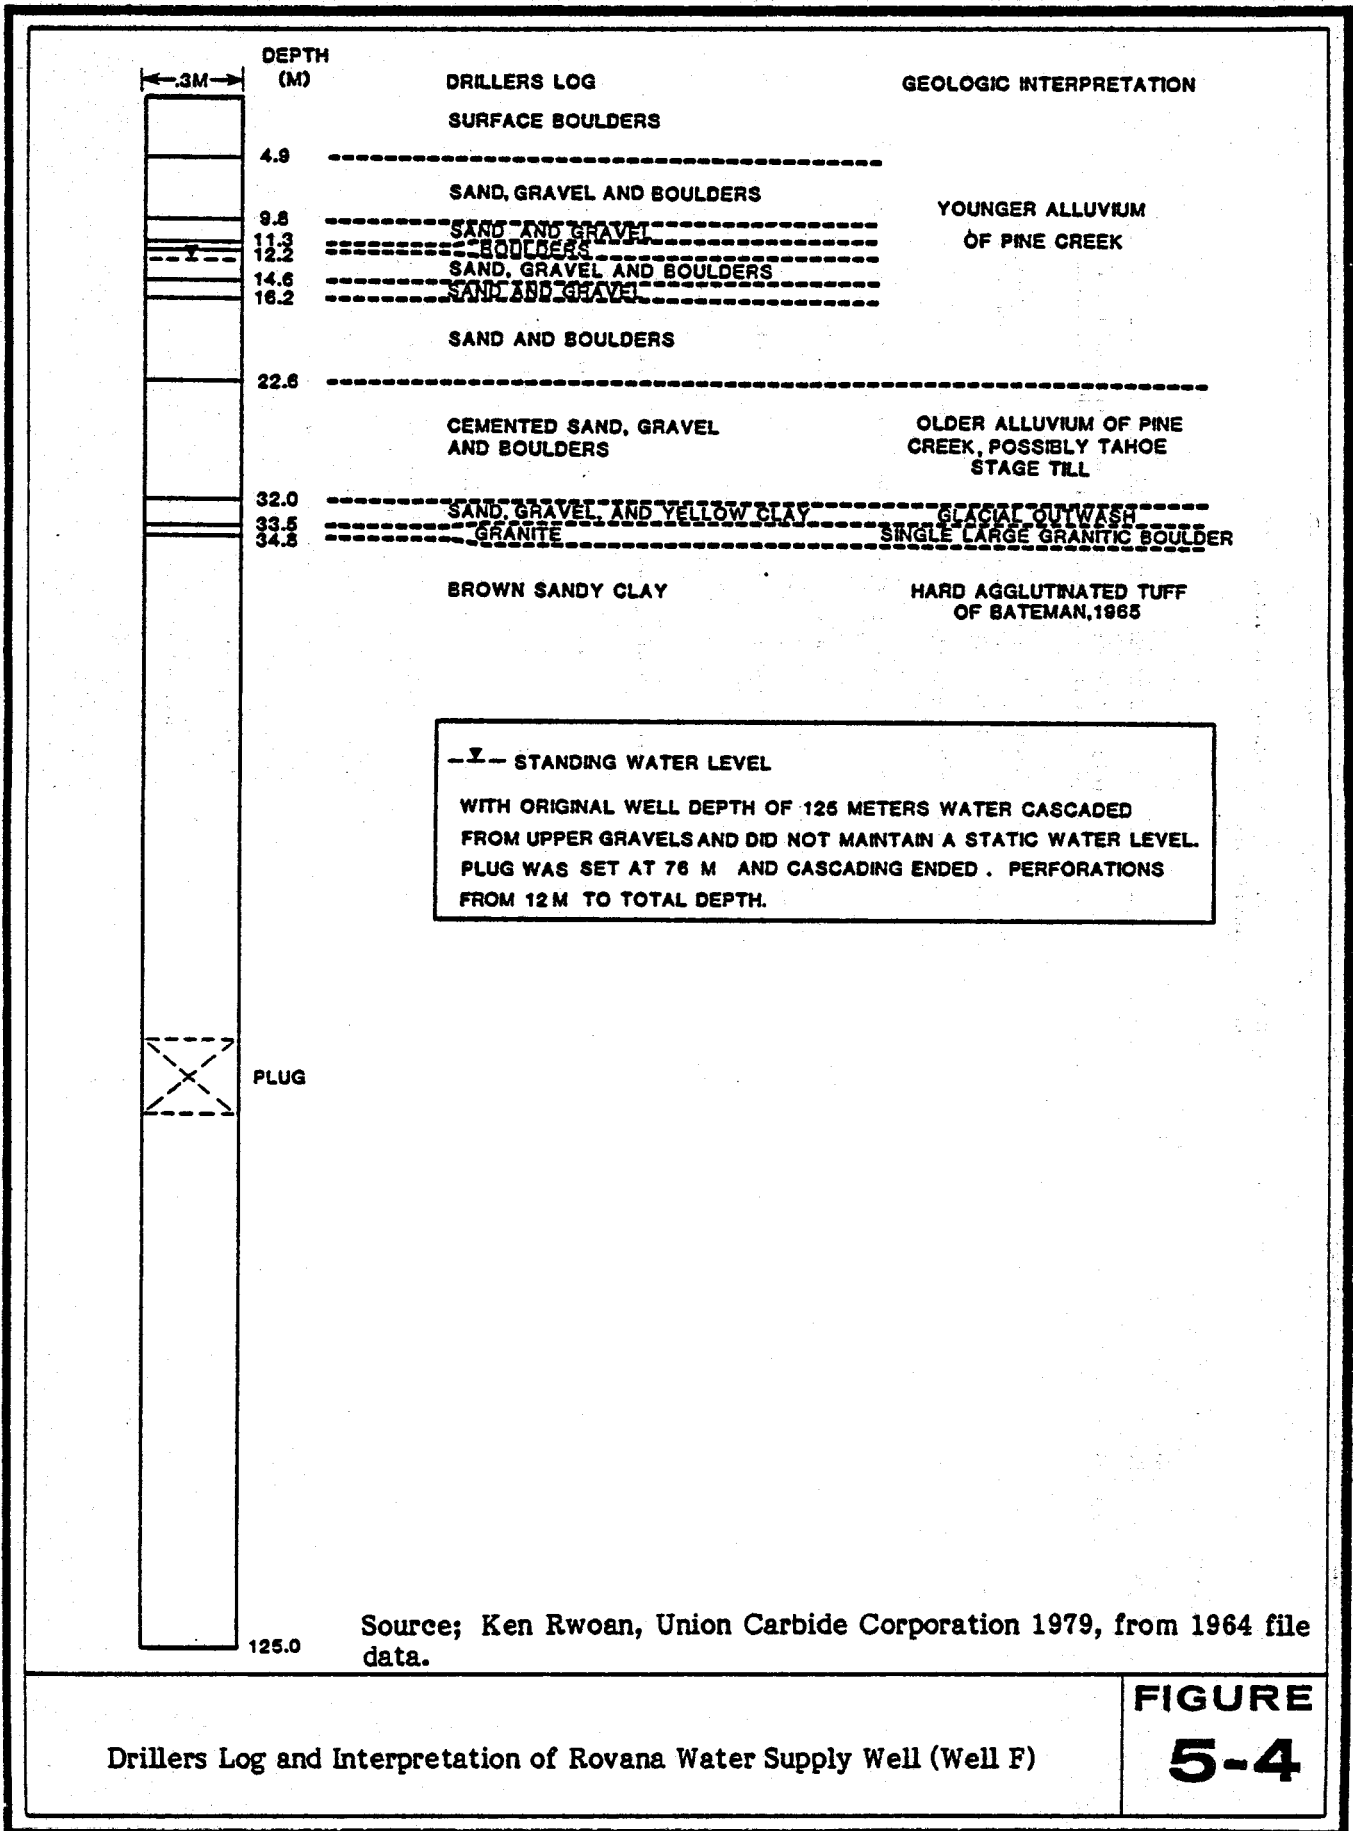 DEPTH
(M)
.3M
DRILLERS LOG
GEOLOGIC INTERPRETATION
SURFACE BOULDERS
4.9
SAND, GRAVEL AND BOULDERS
YOUNGER ALLUVIUM
OF PINE CREEK
9.8
SAND AND GRAVEL
11.3
BOULDERS
12.2
SAND, GRAVEL AND BOULDERS
14.6
SAND AND GRAVEL
16.2
SAND AND BOULDERS
22.6
CEMENTED SAND, GRAVEL
AND BOULDERS
OLDER ALLUVIUM OF PINE
CREEK, POSSIBLY TAHOE
STAGE TILL
32.0
SAND, GRAVEL, AND YELLOW CLAY
GLACIAL OUTWASH
33.5
GRANITE
SINGLE LARGE GRANITIC BOULDER
34.8
BROWN SANDY CLAY
HARD AGGLUTINATED TUFF
OF BATEMAN,1965
STANDING WATER LEVEL
WITH ORIGINAL WELL DEPTH OF 125 METERS WATER CASCADED
FROM UPPER GRAVELS AND DID NOT MAINTAIN A STATIC WATER LEVEL.
PLUG WAS SET AT 76 M AND CASCADING ENDED . PERFORATIONS
FROM 12 M TO TOTAL DEPTH.
PLUG
125.0
Source; Ken Rwoan, Union Carbide Corporation 1979, from 1964 file
data.
Drillers Log and Interpretation of Rovana Water Supply Well (Well F)
FIGURE
5-4